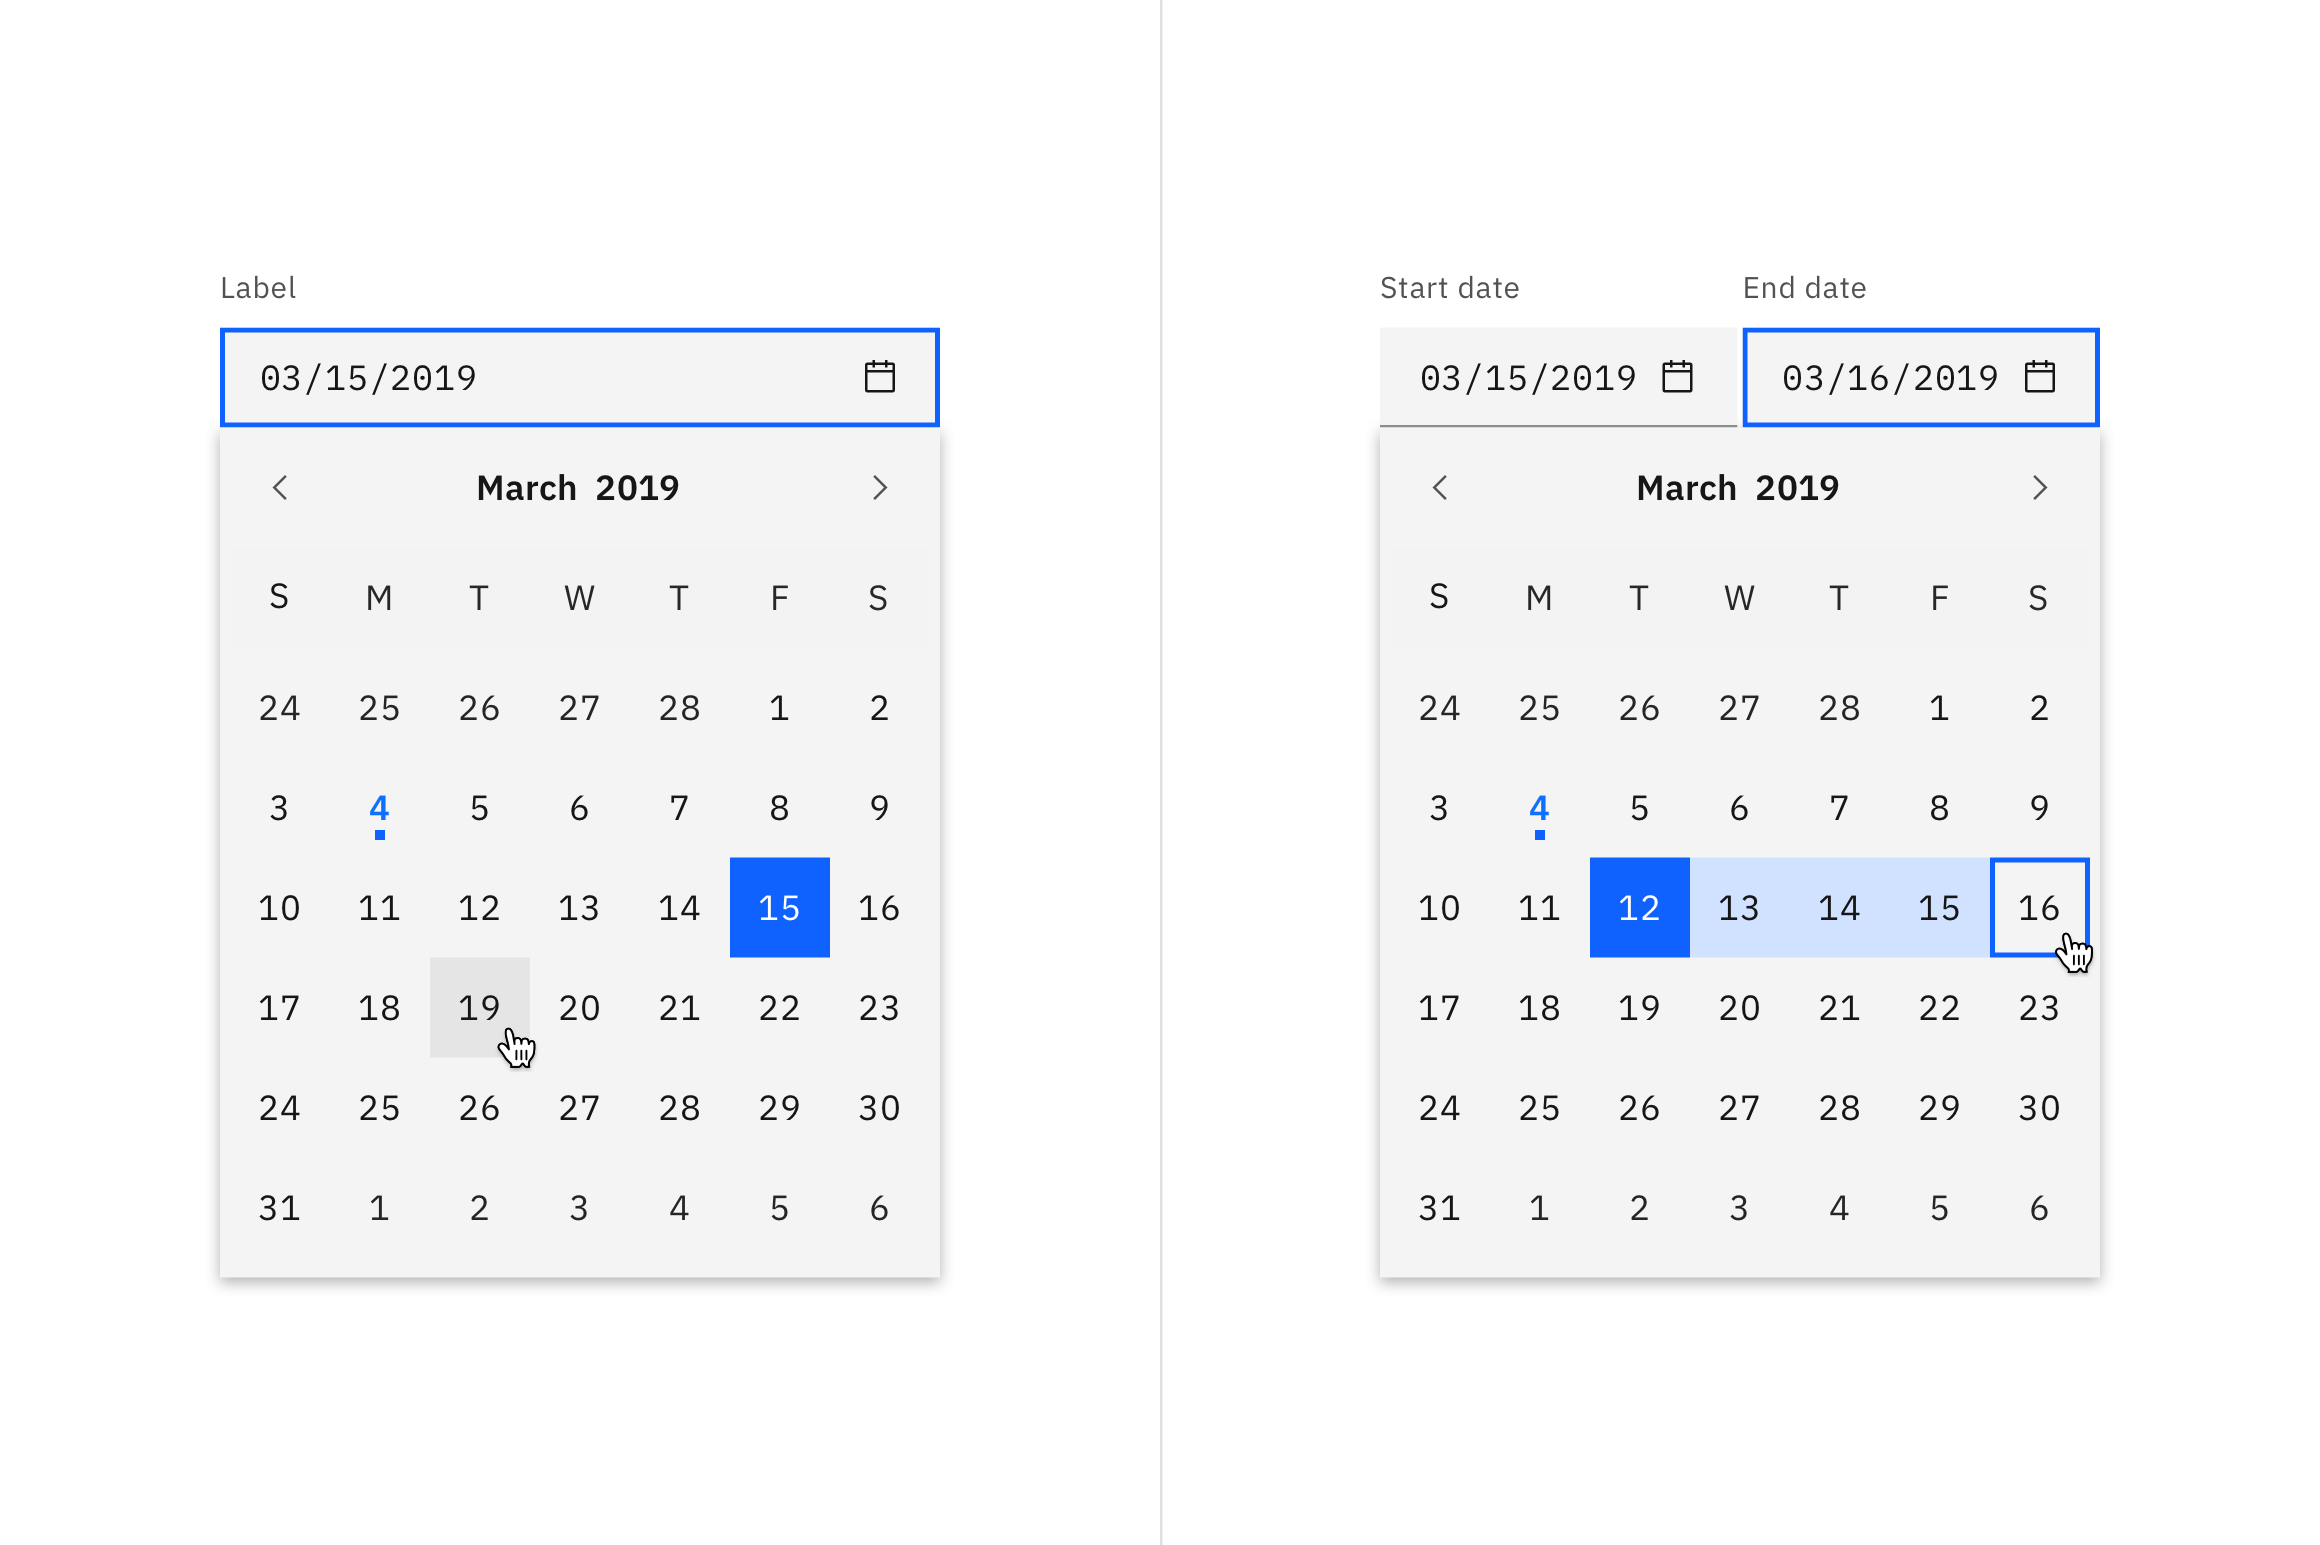 Label
03/15/2019
March 2019
S M T W T F S
24 25 26 27 28 1 2
3 4 5 6 7 8 9
10 11 12 13 14 15 16
17 18 19 20 21 22 23
24 25 26 27 28 29 30
31 1 2 3 4 5 6
Start date End date
03/15/2019 03/16/2019
March 2019
S M T W T F S
24 25 26 27 28 1 2
3 4 5 6 7 8 9
10 11 12 13 14 15 16
17 18 19 20 21 22 23
24 25 26 27 28 29 30
31 1 2 3 4 5 6